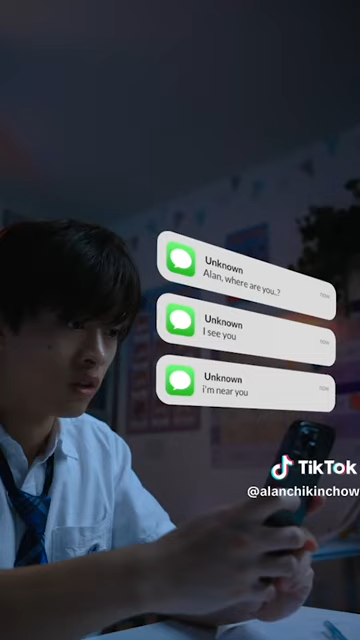 Unknown
Alan, where are you..?
now
Unknown
I see you
now
Unknown
i'm near you
now
TikTok
@alanchikinchow